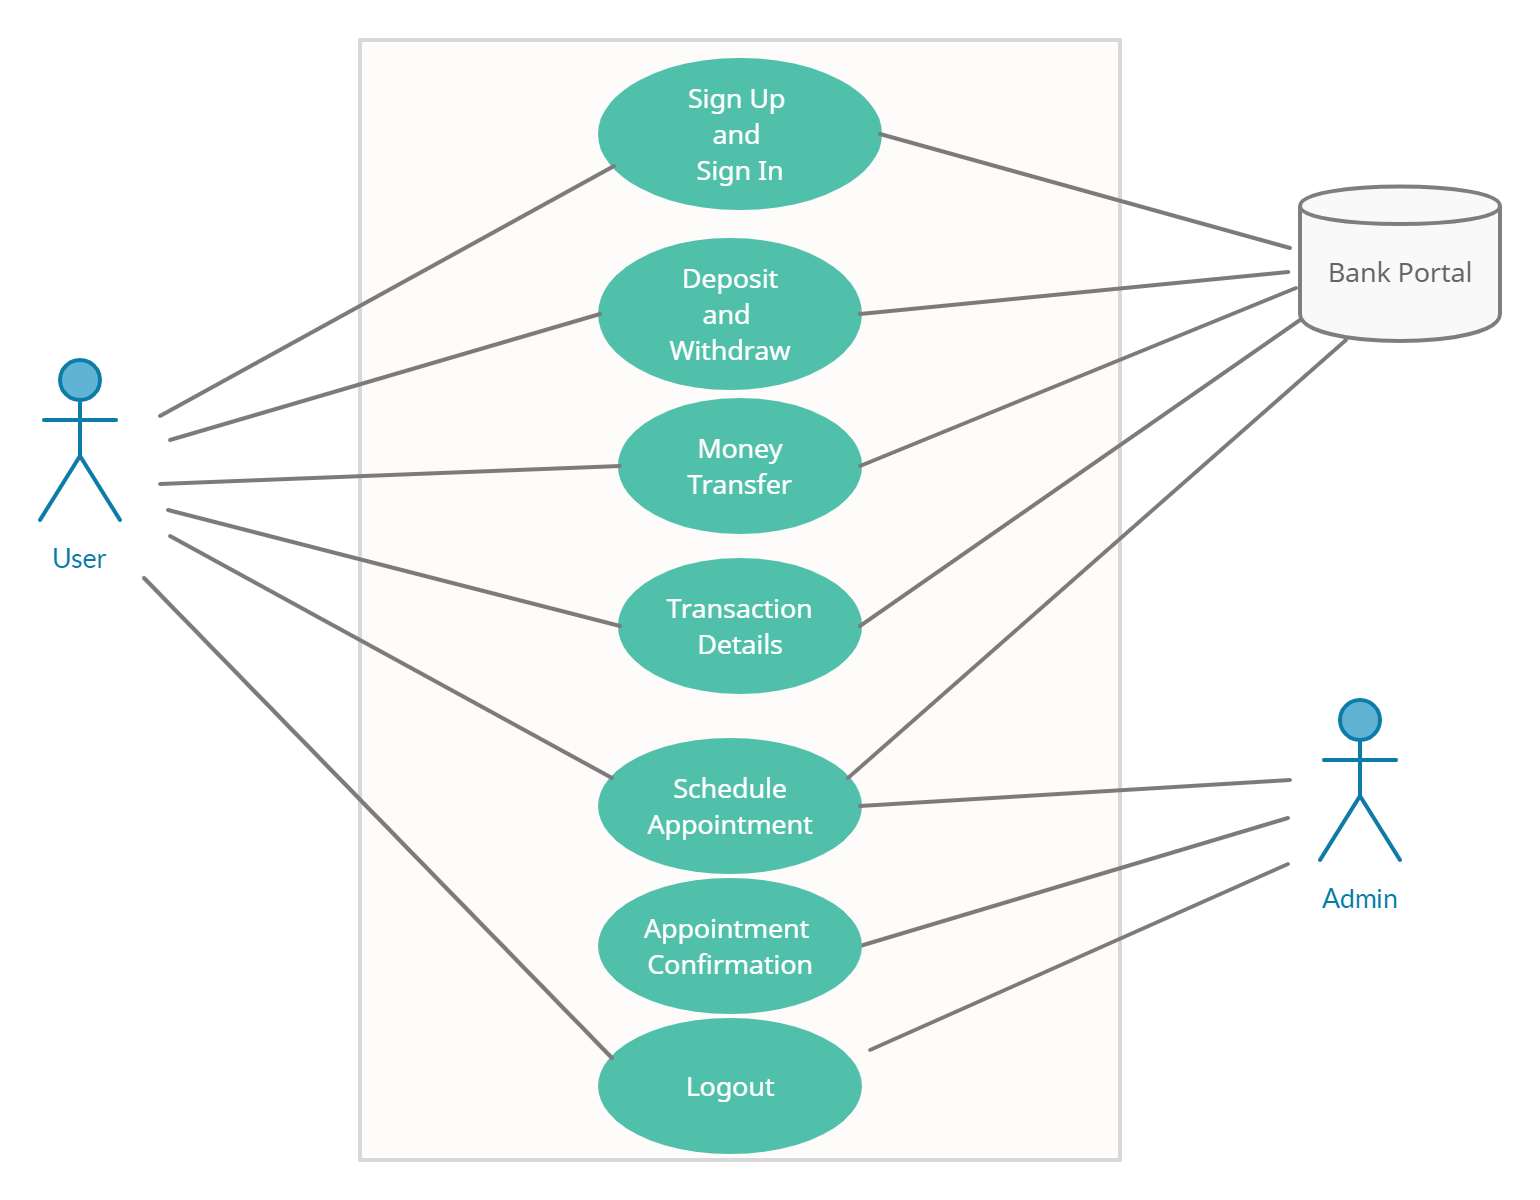 Sign Up
and
Sign In
Deposit
and
Withdraw
Bank Portal
Money
Transfer
User
Transaction
Details
Schedule
Appointment
Admin
Appointment
Confirmation
Logout